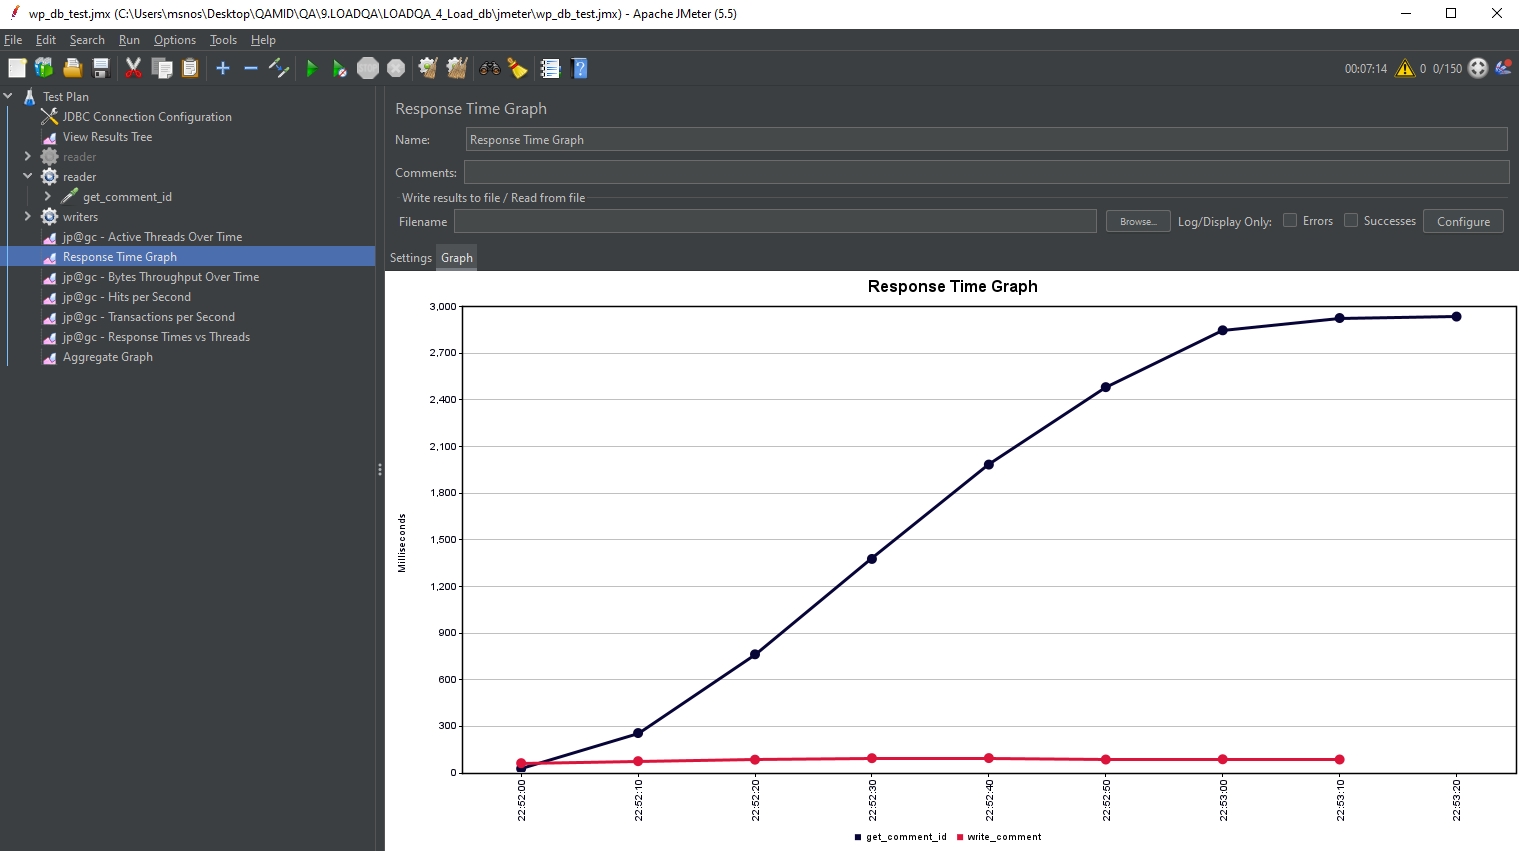 wp_db_test.jmx (C:\Users\msnos\Desktop\QAMID\QA\9.LOADQA\LOADQA_4_Load_db\jmeter\wp_db_test.jmx) - Apache JMeter (5.5)
File Edit Search Run Options Tools Help
00:07:14 0 0/150
Test Plan
JDBC Connection Configuration
View Results Tree
reader
reader
get_comment_id
writers
jp@gc - Active Threads Over Time
Response Time Graph
jp@gc - Bytes Throughput Over Time
jp@gc - Hits per Second
jp@gc - Transactions per Second
jp@gc - Response Times vs Threads
Aggregate Graph
Response Time Graph
Name: Response Time Graph
Comments:
Write results to file / Read from file
Filename Browse... Log/Display Only: Errors Successes Configure
Settings Graph
Response Time Graph
3,000
2,700
2,400
2,100
1,800
1,500
1,200
900
600
300
0
Milliseconds
22:52:00 22:52:10 22:52:20 22:52:30 22:52:40 22:52:50 22:53:00 22:53:10 22:53:20
get_comment_id write_comment